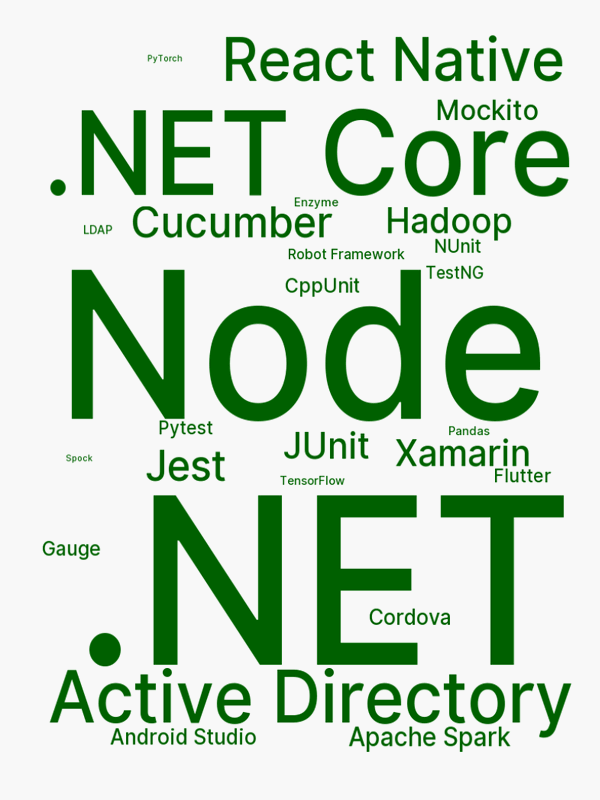 PyTorch
React Native
Mockito
.NET Core
Enzyme
LDAP
Cucumber
Hadoop
NUnit
Robot Framework
TestNG
CppUnit
Node
Pytest
Pandas
JUnit
Xamarin
Spock
Jest
Flutter
TensorFlow
.NET
Gauge
Cordova
Active Directory
Android Studio
Apache Spark